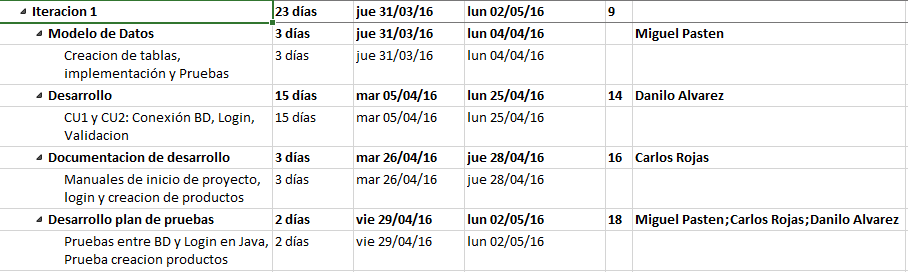 Iteracion 1 23 días jue 31/03/16 lun 02/05/16 9
Modelo de Datos 3 días jue 31/03/16 lun 04/04/16 Miguel Pasten
Creacion de tablas, 3 días jue 31/03/16 lun 04/04/16
implementación y Pruebas
Desarrollo 15 días mar 05/04/16 lun 25/04/16 14 Danilo Alvarez
CU1 y CU2: Conexión BD, Login, 15 días mar 05/04/16 lun 25/04/16
Validacion
Documentacion de desarrollo 3 días mar 26/04/16 jue 28/04/16 16 Carlos Rojas
Manuales de inicio de proyecto, 3 días mar 26/04/16 jue 28/04/16
login y creacion de productos
Desarrollo plan de pruebas 2 días vie 29/04/16 lun 02/05/16 18 Miguel Pasten;Carlos Rojas;Danilo Alvarez
Pruebas entre BD y Login en Java, 2 días vie 29/04/16 lun 02/05/16
Prueba creacion productos